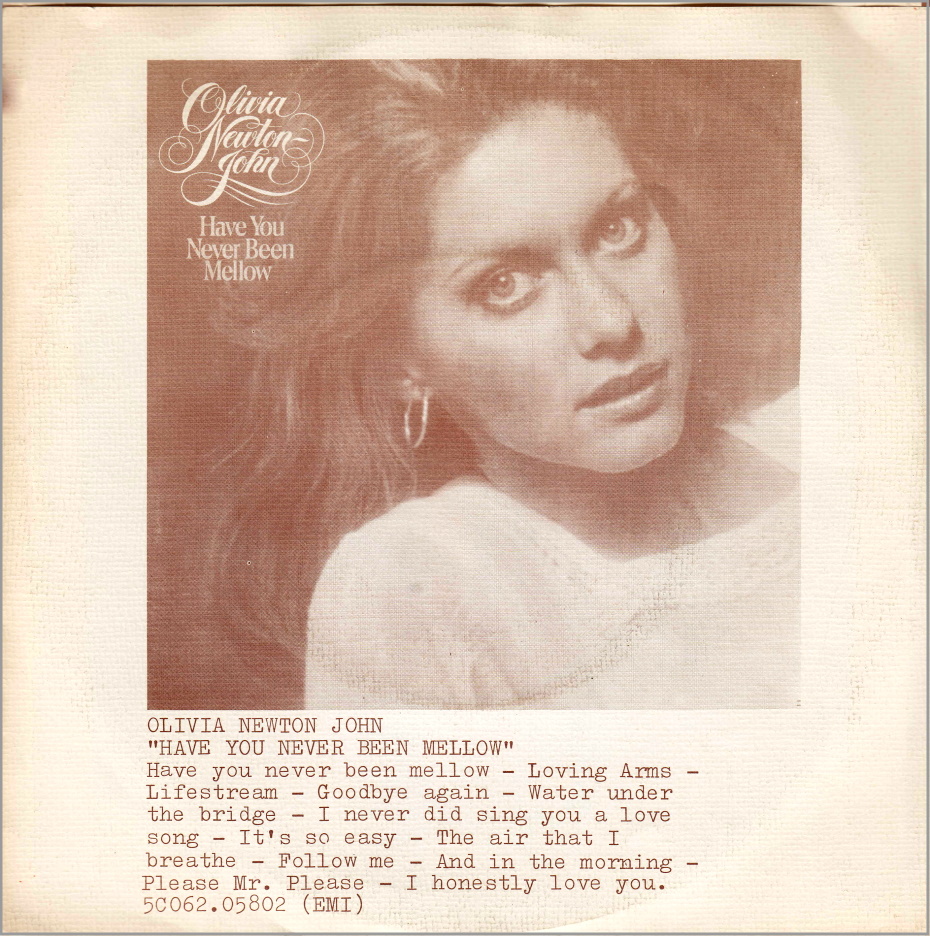 Olivia
Newton-
John
Have You
Never Been
Mellow
OLIVIA NEWTON JOHN
"HAVE YOU NEVER BEEN MELLOW"
Have you never been mellow - Loving Arms -
Lifestream - Goodbye again - Water under
the bridge - I never did sing you a love
song - It's so easy - The air that I
breathe - Follow me - And in the morning -
Please Mr. Please - I honestly love you.
5C062.05802 (EMI)